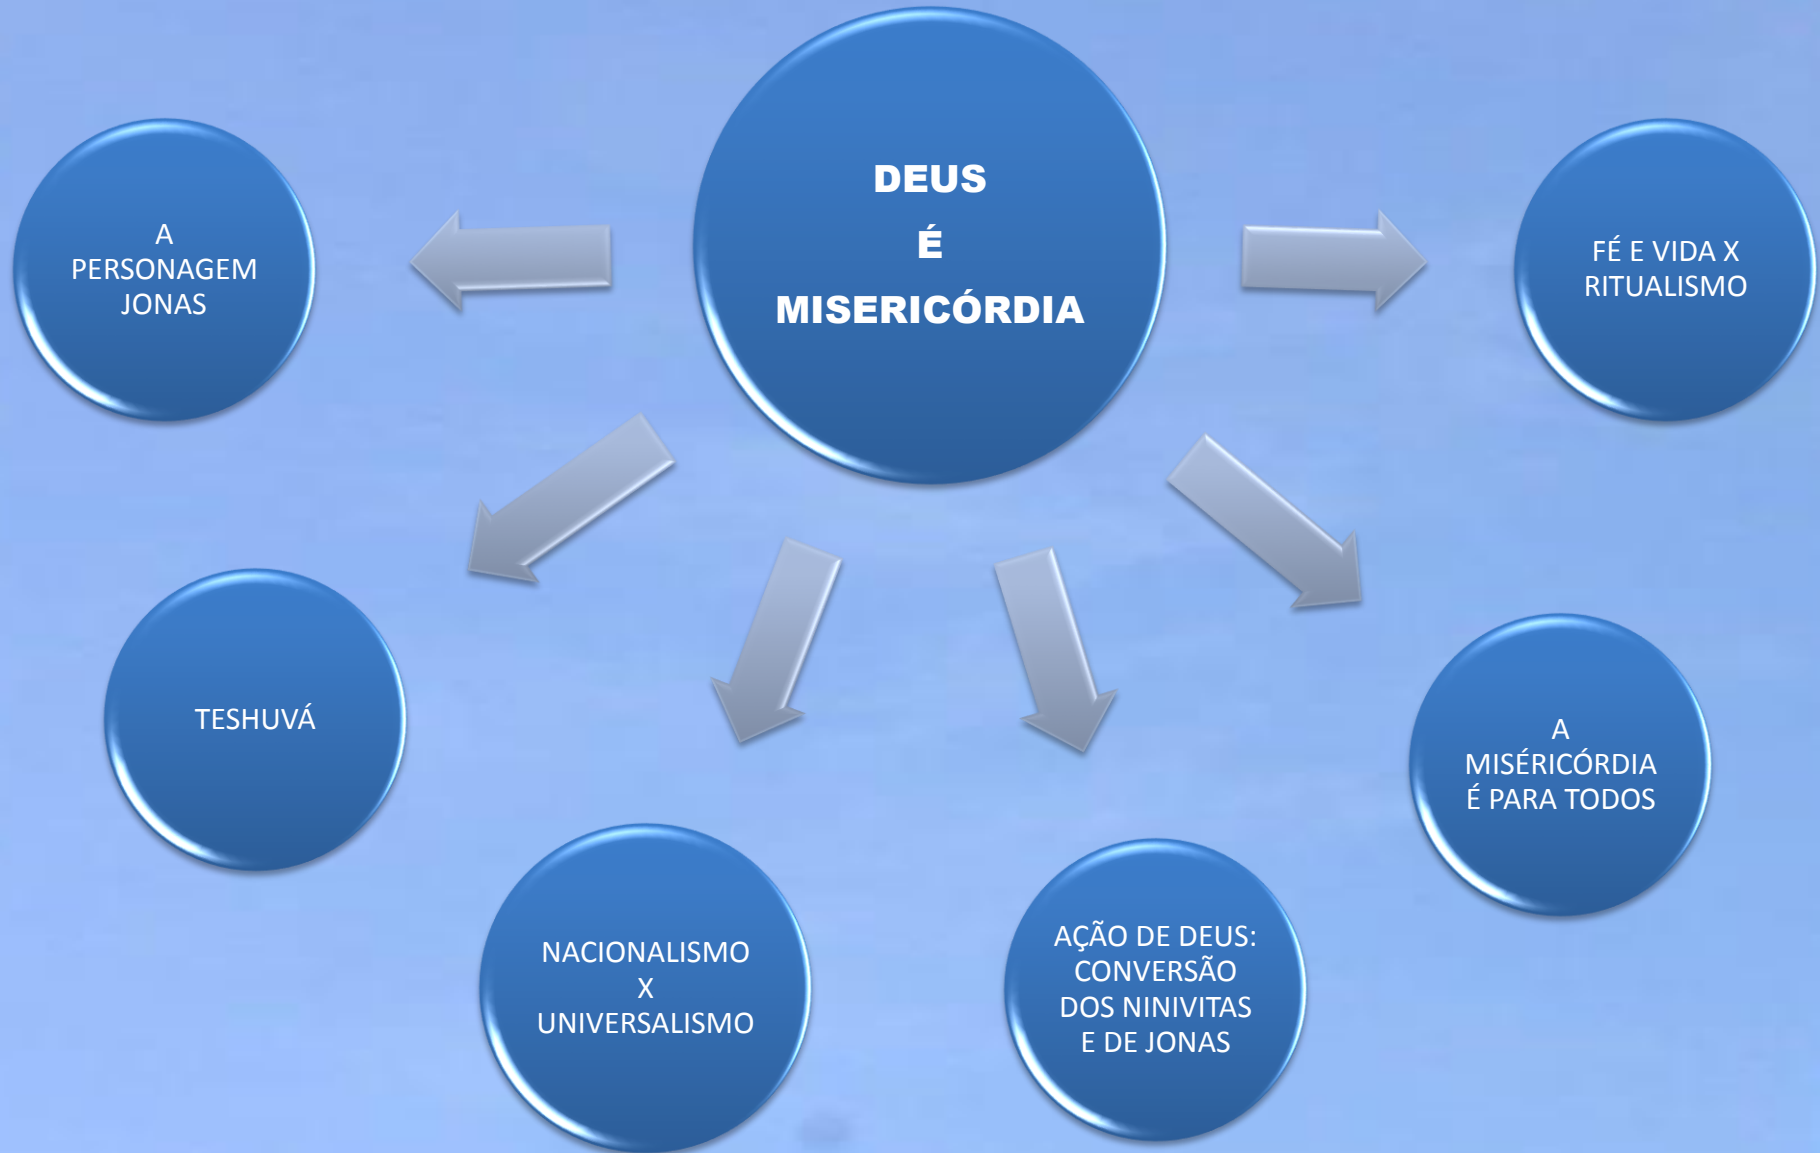 DEUS
É
MISERICÓRDIA
A
PERSONAGEM
JONAS
FÉ E VIDA X
RITUALISMO
TESHUVÁ
A
MISÉRICÓRDIA
É PARA TODOS
NACIONALISMO
X
UNIVERSALISMO
AÇÃO DE DEUS:
CONVERSÃO
DOS NINIVITAS
E DE JONAS